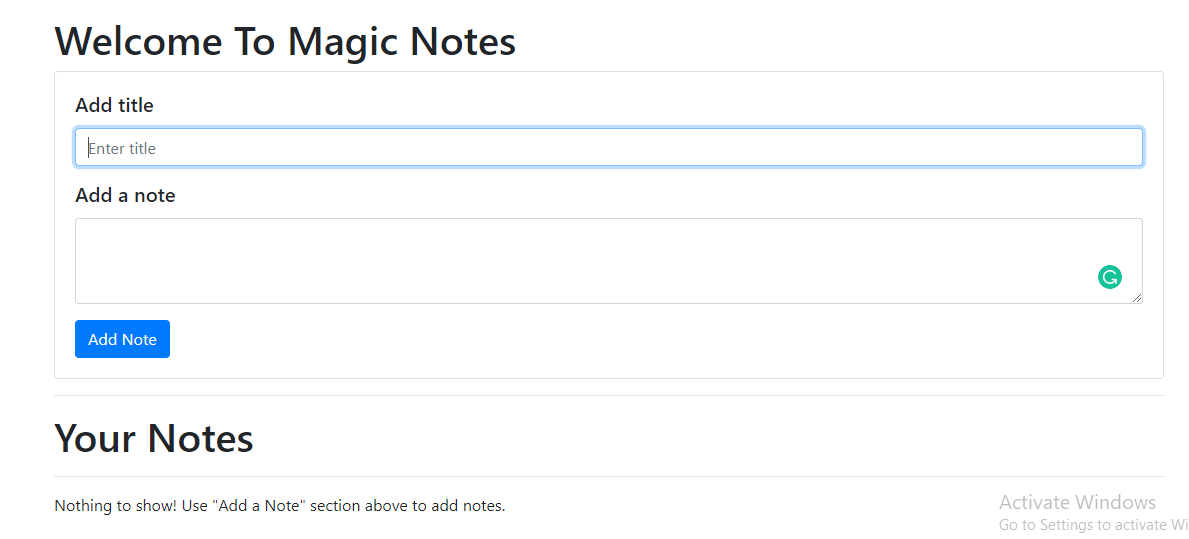 Welcome To Magic Notes
Add title
Enter title
Add a note
Add Note
Your Notes
Nothing to show! Use "Add a Note" section above to add notes.
Activate Windows
Go to Settings to activate Wi